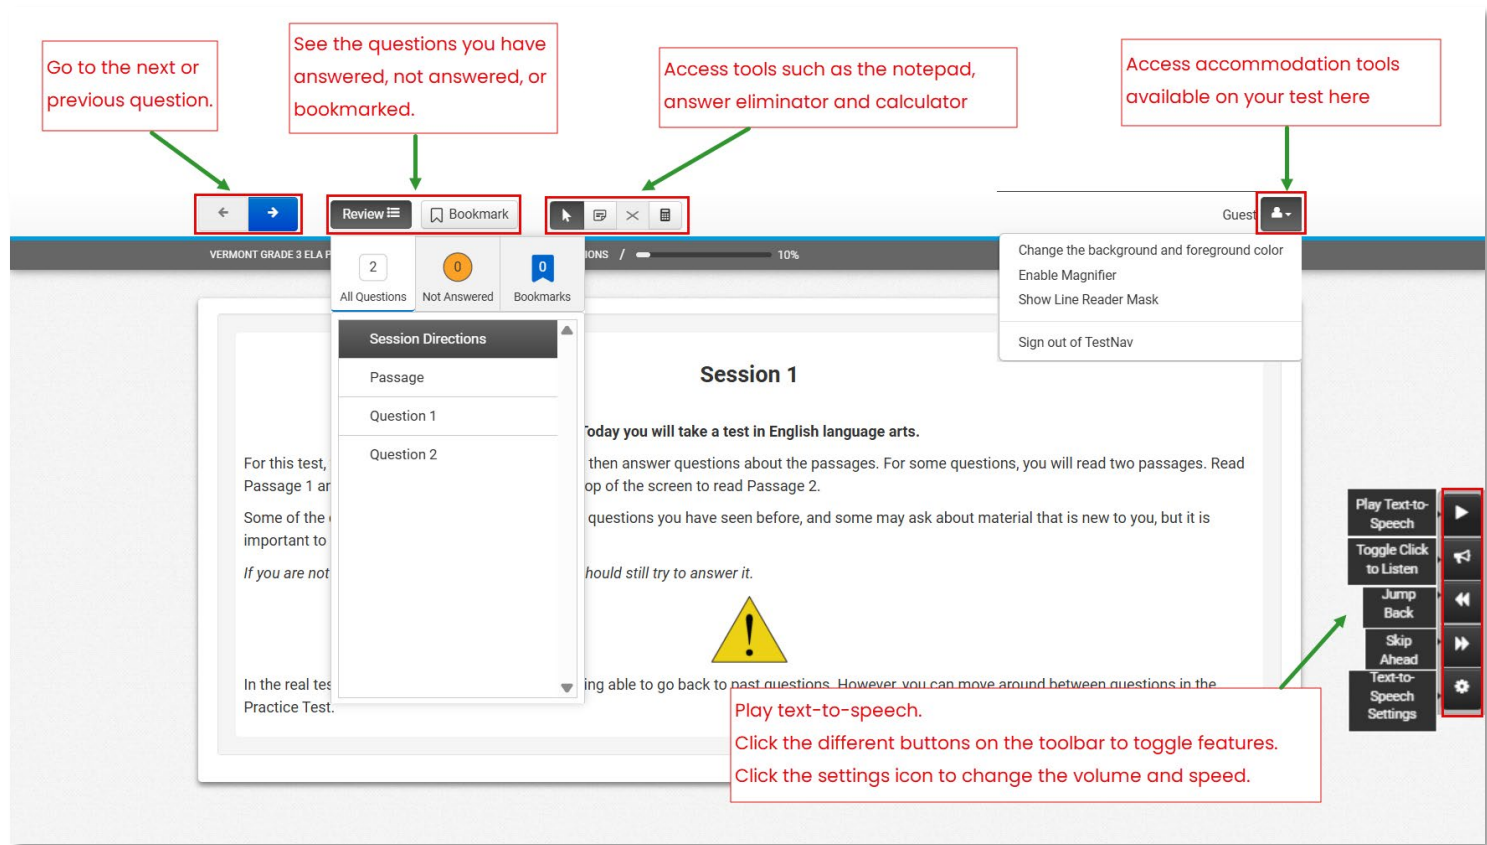 Go to the next or
previous question.
See the questions you have
answered, not answered, or
bookmarked.
Access tools such as the notepad,
answer eliminator and calculator
Access accommodation tools
available on your test here
Review
Bookmark
Guest
VERMONT GRADE 3 ELA P
IONS / 10%
2
All Questions
0
Not Answered
0
Bookmarks
Session Directions
Passage
Question 1
Question 2
Change the background and foreground color
Enable Magnifier
Show Line Reader Mask
Sign out of TestNav
Session 1
Today you will take a test in English language arts.
For this test, then answer questions about the passages. For some questions, you will read two passages. Read
Passage 1 an op of the screen to read Passage 2.
Some of the questions you have seen before, and some may ask about material that is new to you, but it is
important to
If you are not hould still try to answer it.
In the real tes ing able to go back to past questions. However, you can move around between questions in the
Practice Test.
Play Text-to-
Speech
Toggle Click
to Listen
Jump
Back
Skip
Ahead
Text-to-
Speech
Settings
Play text-to-speech.
Click the different buttons on the toolbar to toggle features.
Click the settings icon to change the volume and speed.